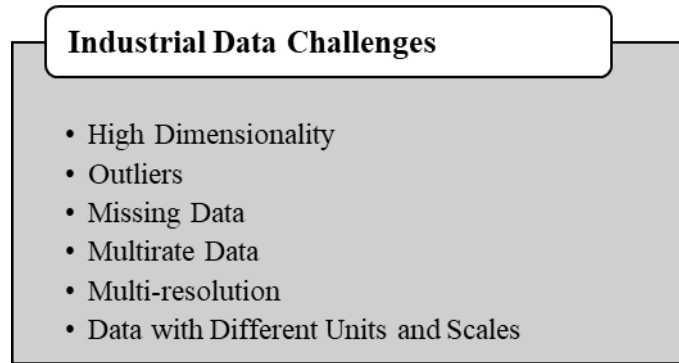 Industrial Data Challenges
• High Dimensionality
• Outliers
• Missing Data
• Multirate Data
• Multi-resolution
• Data with Different Units and Scales